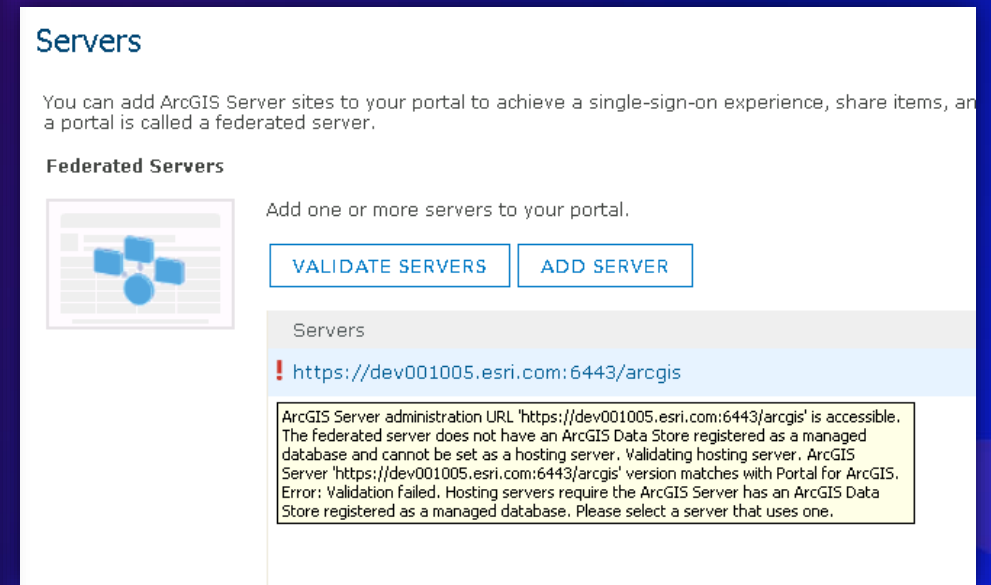 Servers
You can add ArcGIS Server sites to your portal to achieve a single-sign-on experience, share items, an
a portal is called a federated server.
Federated Servers
Add one or more servers to your portal.
VALIDATE SERVERS ADD SERVER
Servers
! https://dev001005.esri.com:6443/arcgis
ArcGIS Server administration URL 'https://dev001005.esri.com:6443/arcgis' is accessible.
The federated server does not have an ArcGIS Data Store registered as a managed
database and cannot be set as a hosting server. Validating hosting server. ArcGIS
Server 'https://dev001005.esri.com:6443/arcgis' version matches with Portal for ArcGIS.
Error: Validation failed. Hosting servers require the ArcGIS Server has an ArcGIS Data
Store registered as a managed database. Please select a server that uses one.